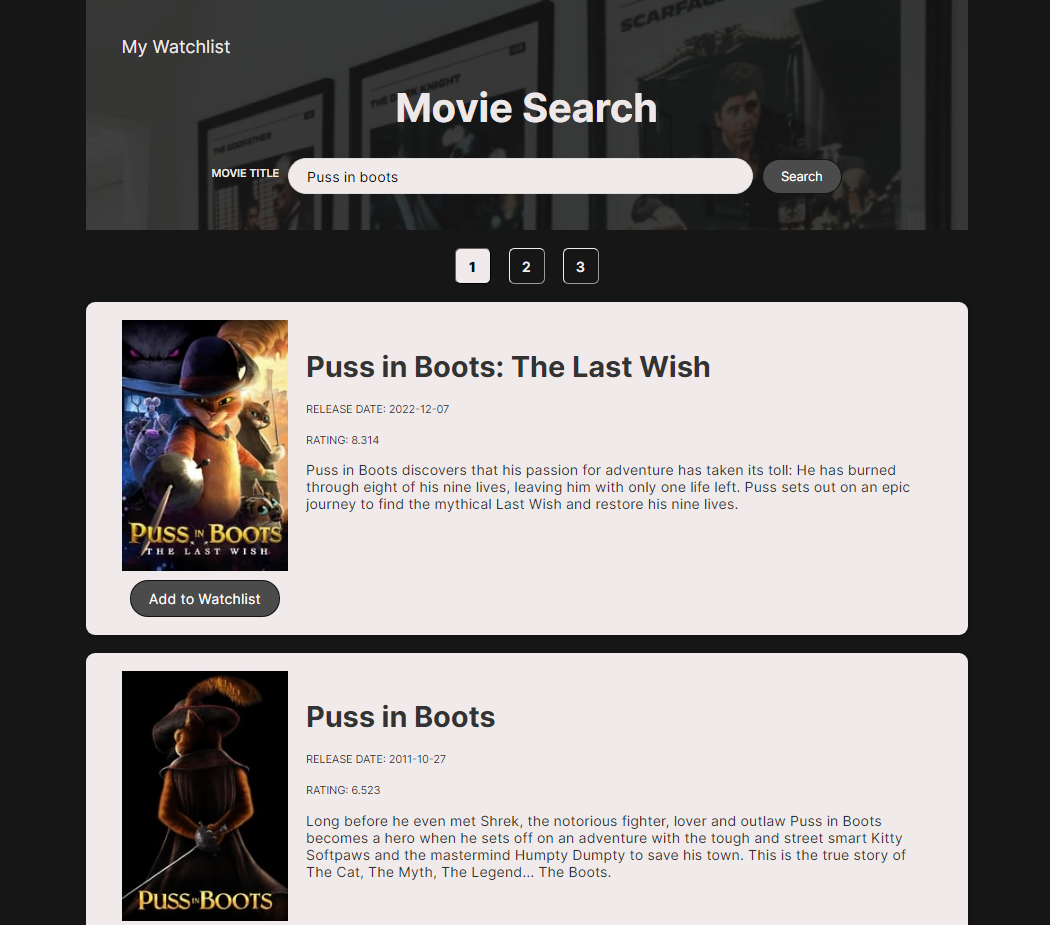 My Watchlist
SCARFACE
THE DARK KNIGHT
THE GODFATHER
Movie Search
MOVIE TITLE
Puss in boots
Search
1 2 3
PUSS IN BOOTS
THE LAST WISH
Puss in Boots: The Last Wish
RELEASE DATE: 2022-12-07
RATING: 8.314
Puss in Boots discovers that his passion for adventure has taken its toll: He has burned
through eight of his nine lives, leaving him with only one life left. Puss sets out on an epic
journey to find the mythical Last Wish and restore his nine lives.
Add to Watchlist
PUSS IN BOOTS
Puss in Boots
RELEASE DATE: 2011-10-27
RATING: 6.523
Long before he even met Shrek, the notorious fighter, lover and outlaw Puss in Boots
becomes a hero when he sets off on an adventure with the tough and street smart Kitty
Softpaws and the mastermind Humpty Dumpty to save his town. This is the true story of
The Cat, The Myth, The Legend... The Boots.